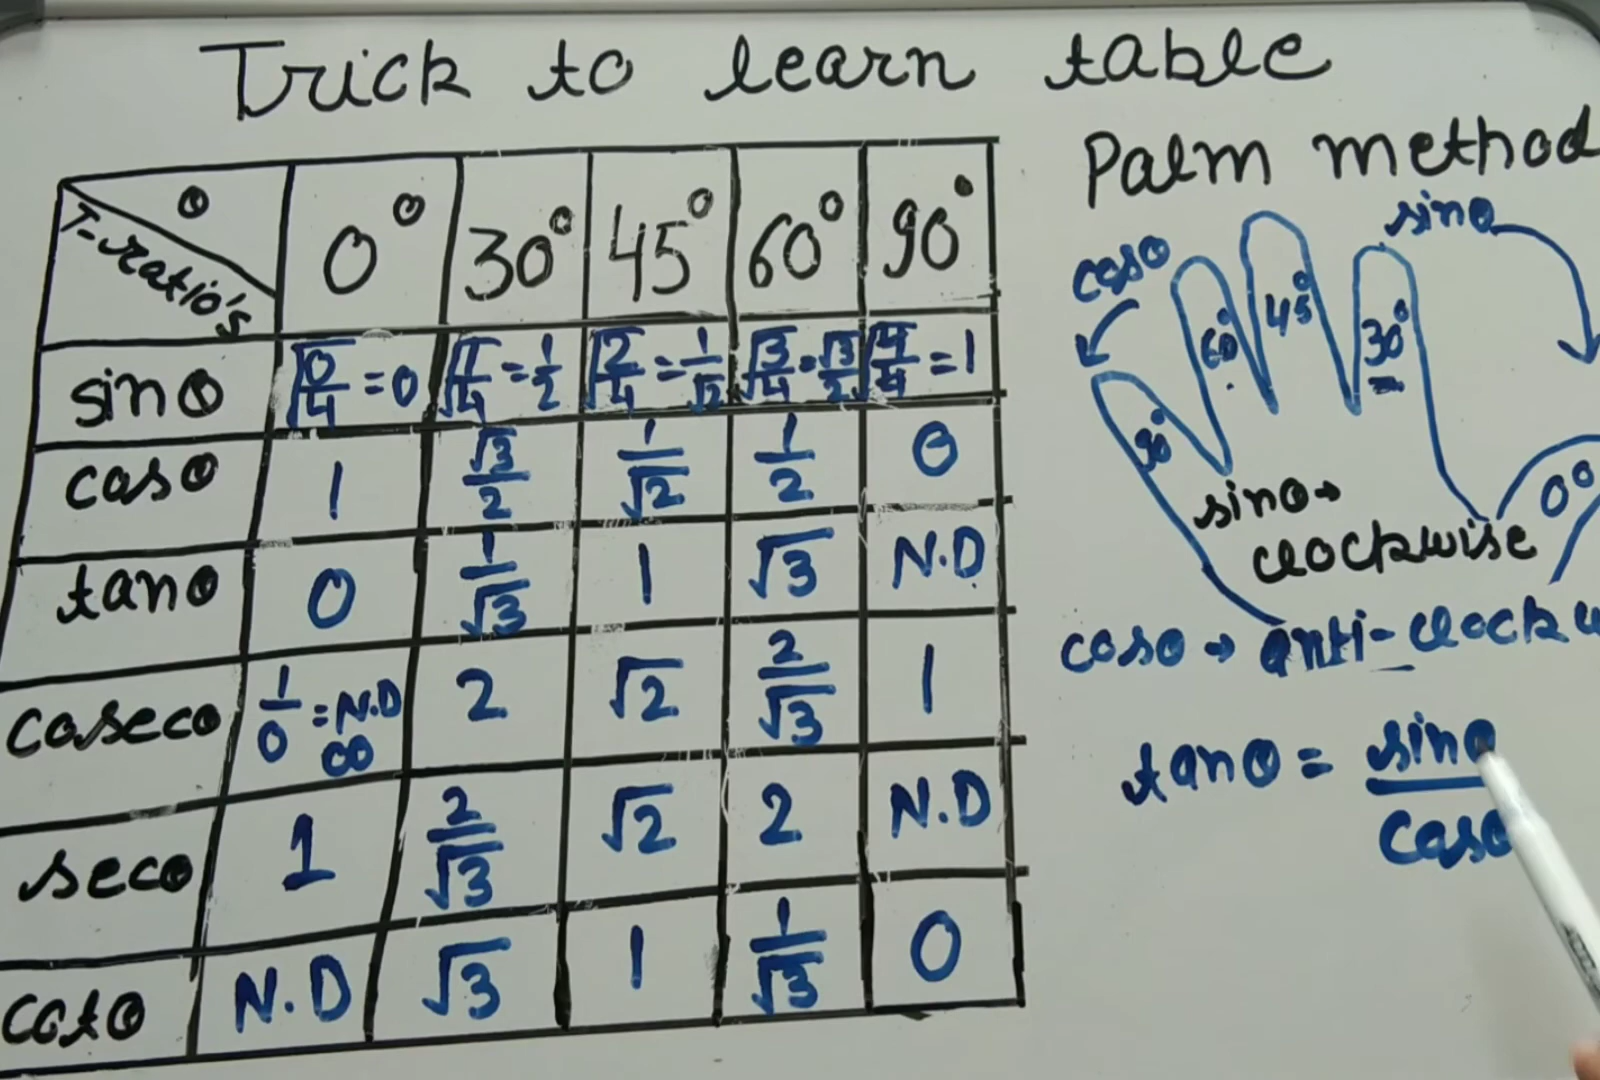 Trick to learn table
θ 0° 30° 45° 60° 90°
T-ratio's
sinθ √0/4 = 0 √1/4 = 1/2 √2/4 = 1/√2 √3/4 = √3/2 √4/4 = 1
cosθ 1 √3/2 1/√2 1/2 0
tanθ 0 1/√3 1 √3 N.D
cosecθ 1/0 = N.D ∞ 2 √2 2/√3 1
secθ 1 2/√3 √2 2 N.D
cotθ N.D √3 1 1/√3 0
Palm method
cosθ sinθ
90° 60° 45° 30° 0°
sinθ→
clockwise
cosθ → anti-clockw
tanθ = sinθ/cosθ